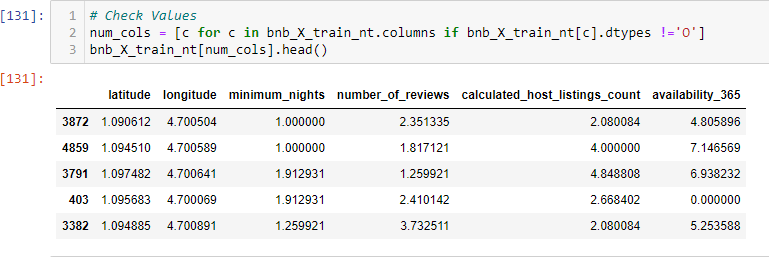 [131]: 1 # Check Values
2 num_cols = [c for c in bnb_X_train_nt.columns if bnb_X_train_nt[c].dtypes !='O']
3 bnb_X_train_nt[num_cols].head()
[131]:
latitude longitude minimum_nights number_of_reviews calculated_host_listings_count availability_365
3872 1.090612 4.700504 1.000000 2.351335 2.080084 4.805896
4859 1.094510 4.700589 1.000000 1.817121 4.000000 7.146569
3791 1.097482 4.700641 1.912931 1.259921 4.848808 6.938232
403 1.095683 4.700069 1.912931 2.410142 2.668402 0.000000
3382 1.094885 4.700891 1.259921 3.732511 2.080084 5.253588